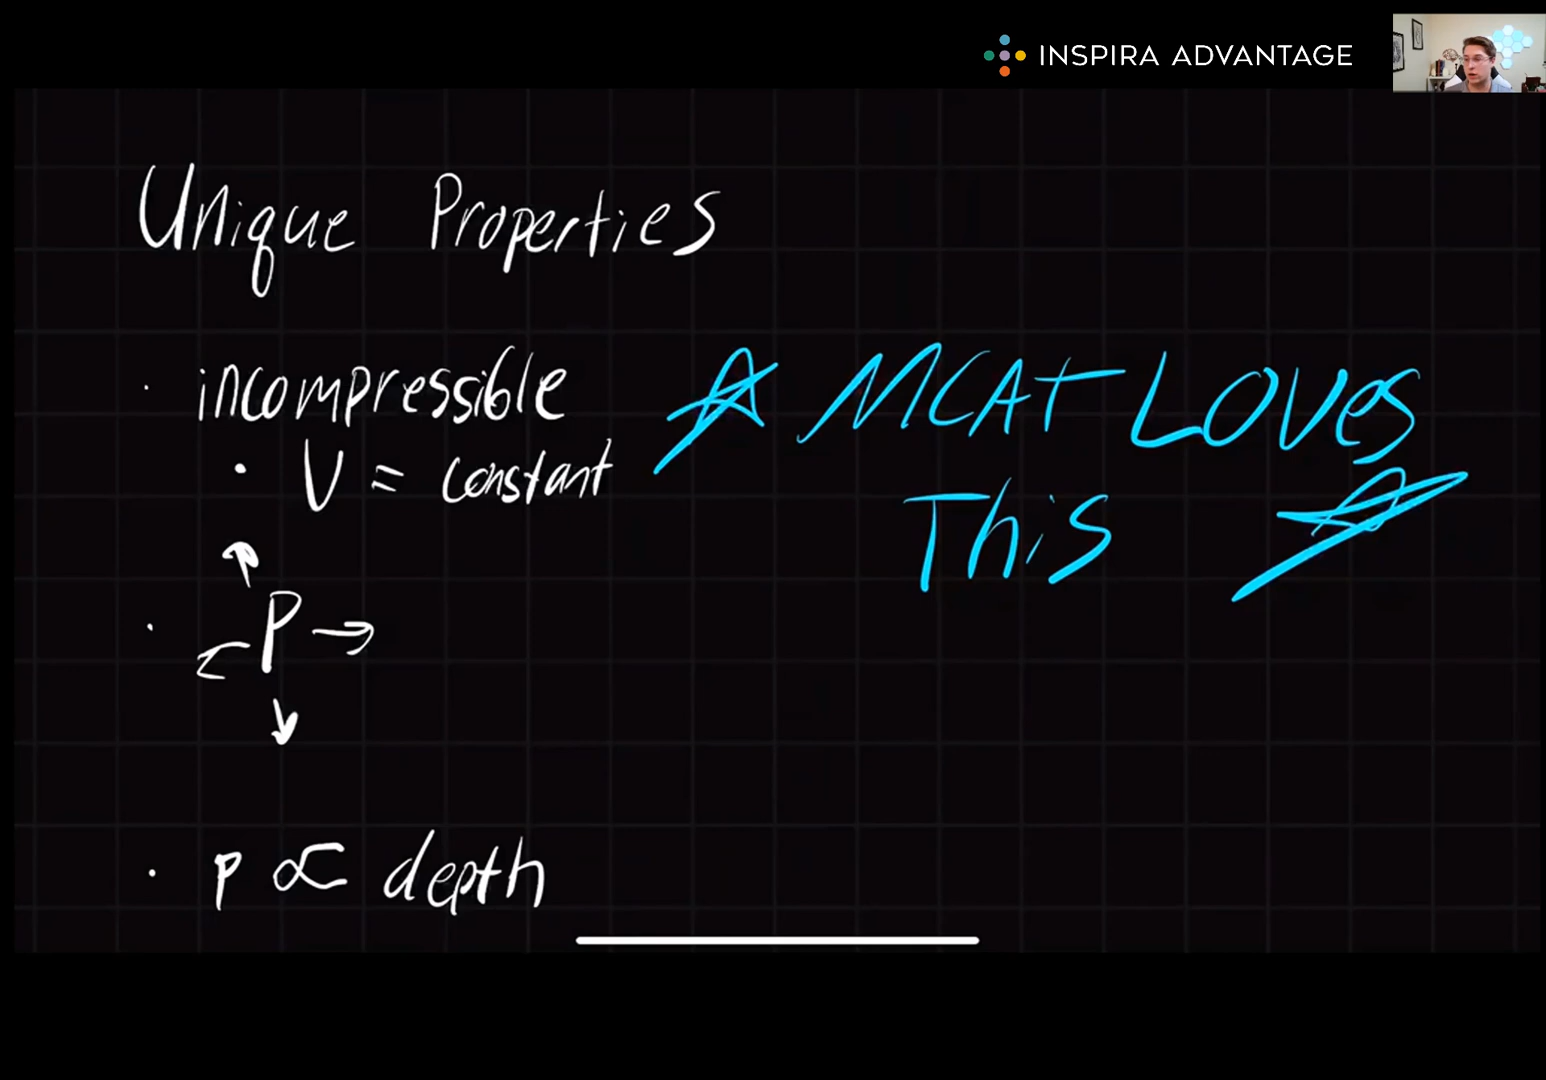 INSPIRA ADVANTAGE
Unique Properties
· incompressible ☆ MCAT LOVES
• V = constant This ☆
↑
· ← P →
↓
· P ∝ depth